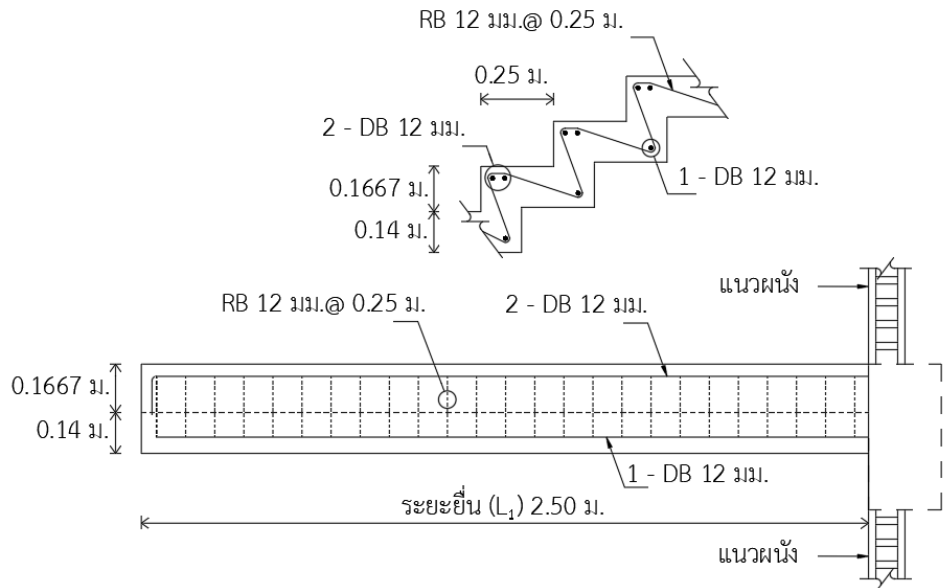 RB 12 มม.@ 0.25 ม.
0.25 ม.
2 - DB 12 มม.
1 - DB 12 มม.
0.1667 ม.
0.14 ม.
แนวผนัง
RB 12 มม.@ 0.25 ม.
2 - DB 12 มม.
0.1667 ม.
0.14 ม.
1 - DB 12 มม.
ระยะยื่น (L₁) 2.50 ม.
แนวผนัง